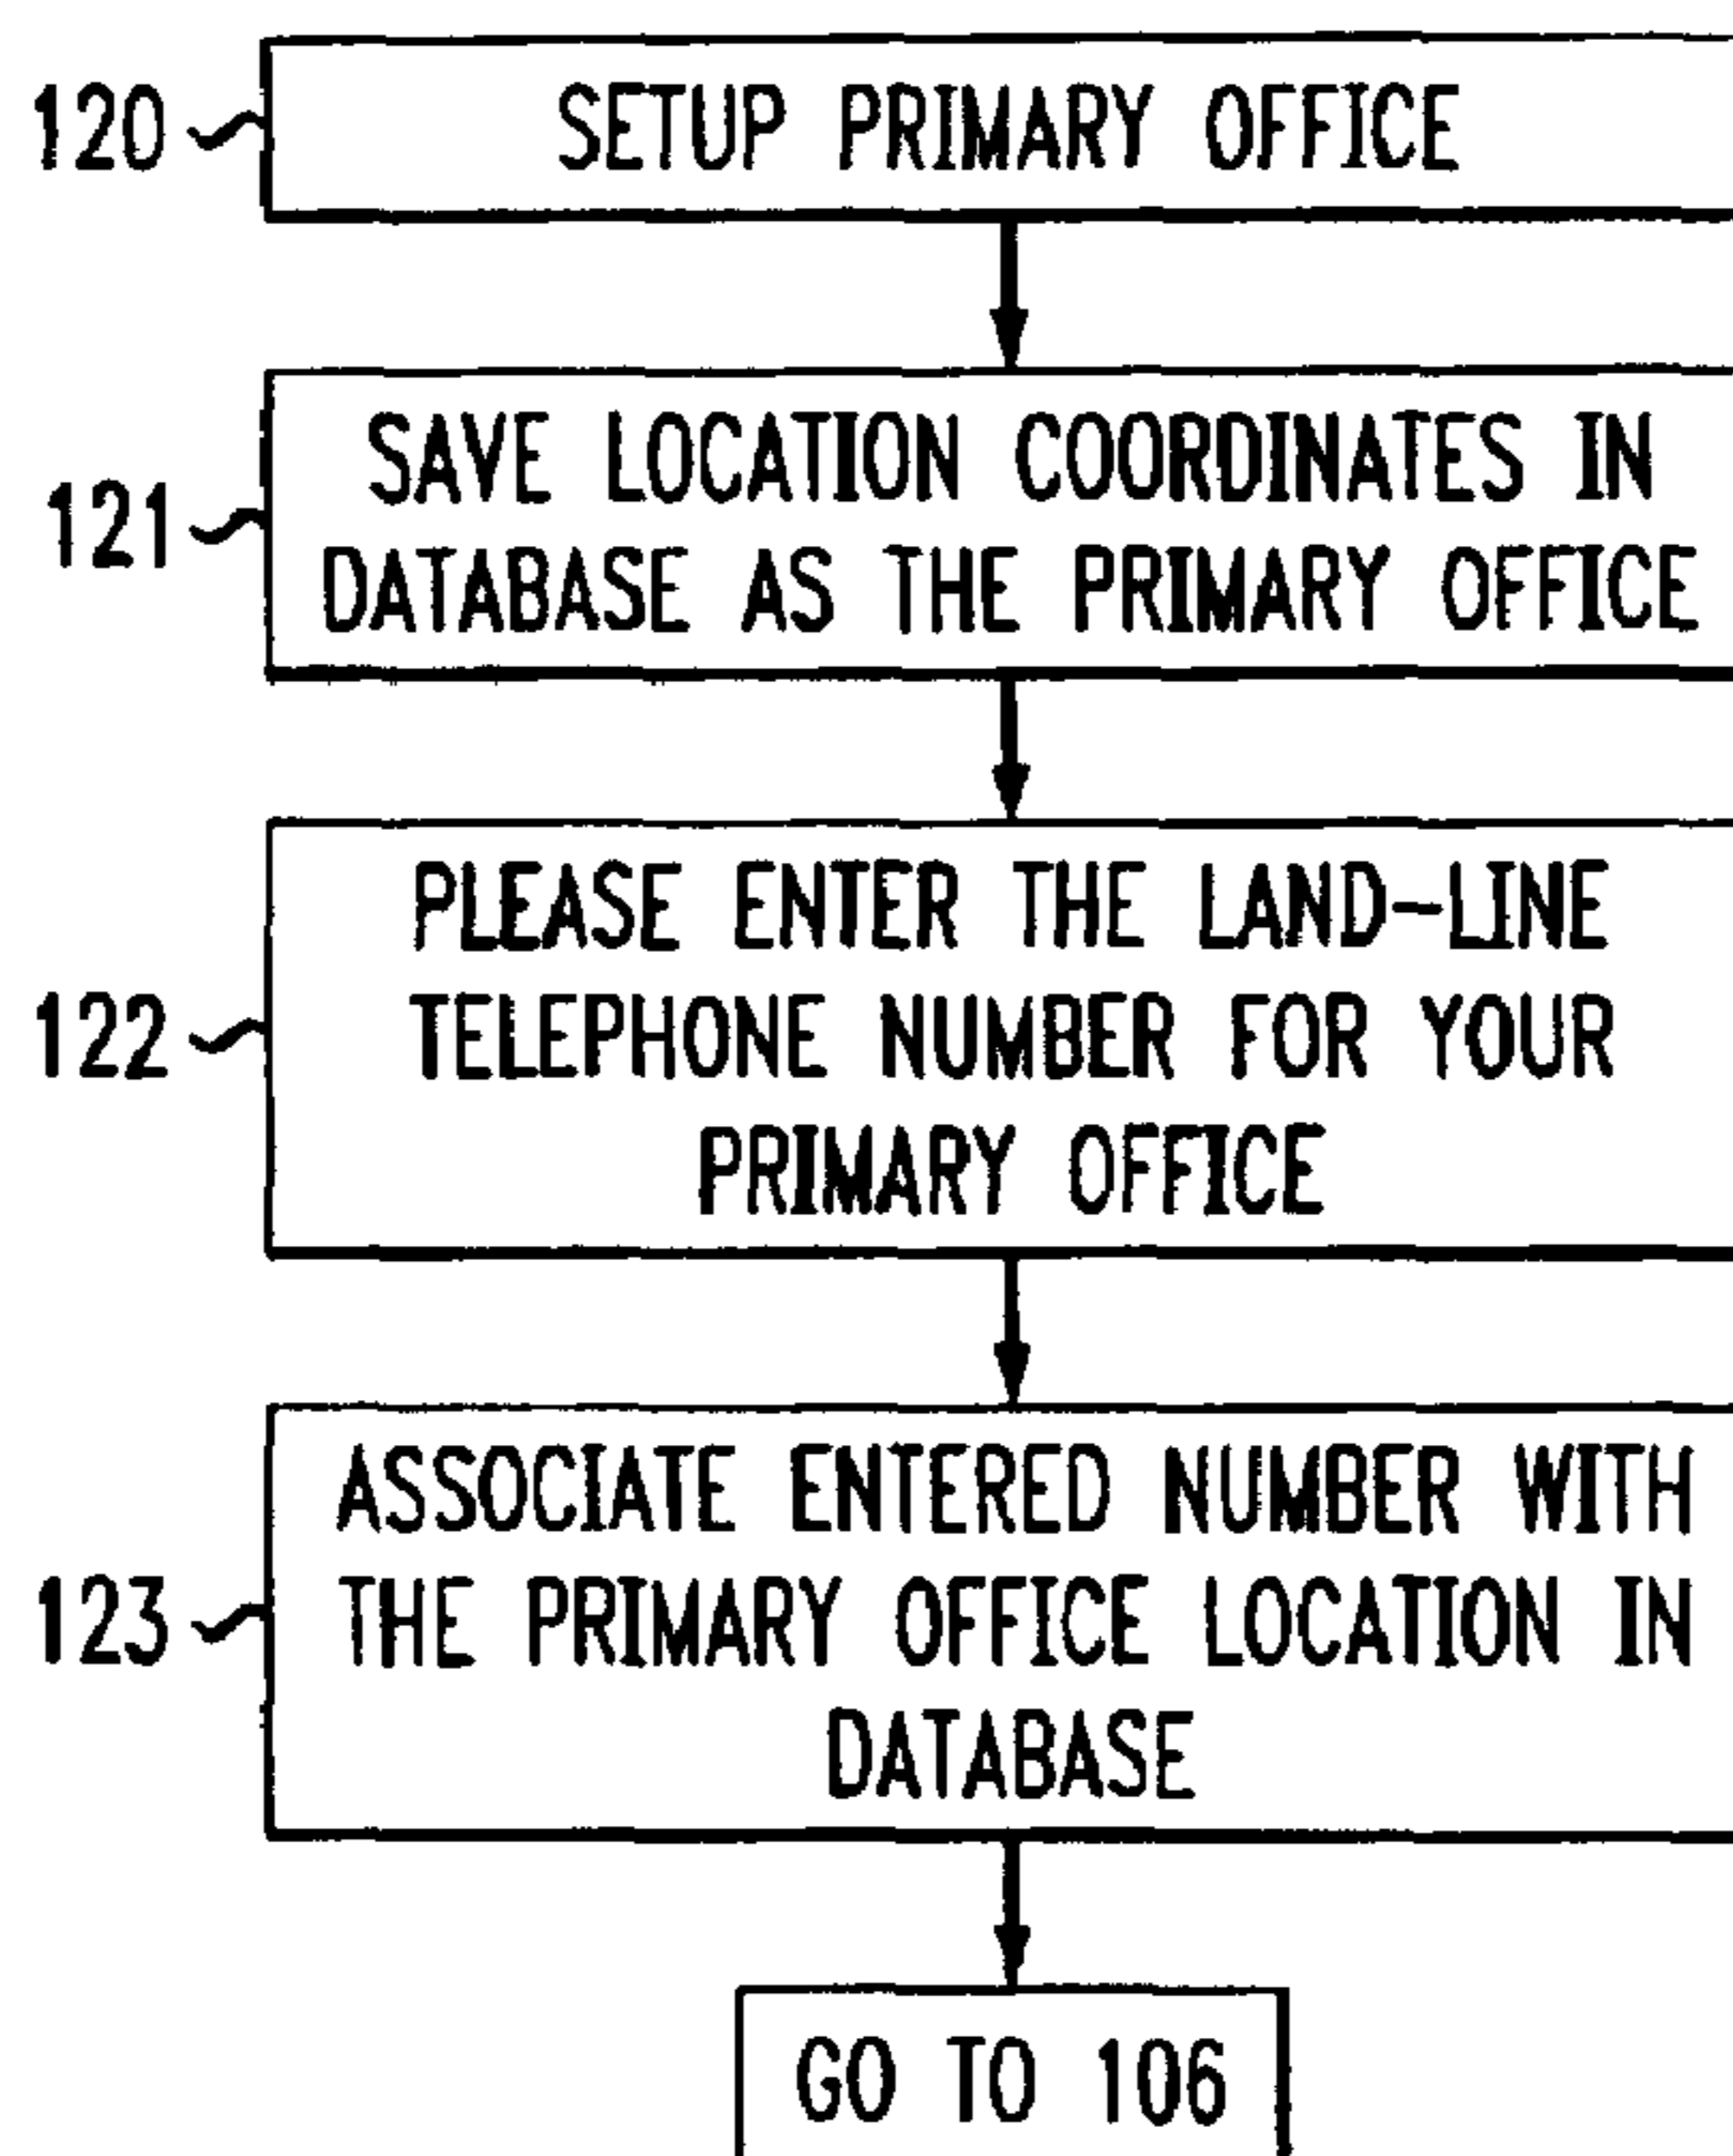 120 SETUP PRIMARY OFFICE
SAVE LOCATION COORDINATES IN
121
DATABASE AS THE PRIMARY OFFICE
PLEASE ENTER THE LAND-LINE
122 TELEPHONE NUMBER FOR YOUR
PRIMARY OFFICE
ASSOCIATE ENTERED NUMBER WITH
123 THE PRIMARY OFFICE LOCATION IN
DATABASE
GO TO 106